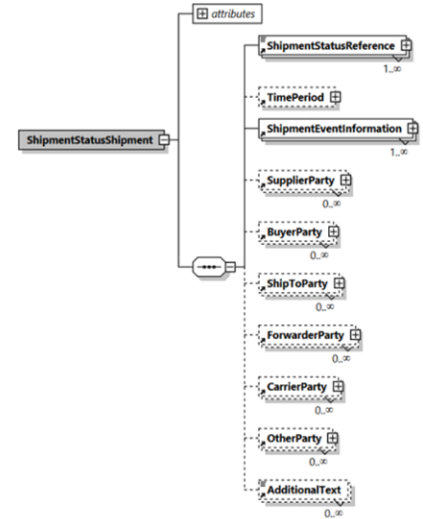 attributes
ShipmentStatusReference
1..∞
TimePeriod
ShipmentEventInformation
1..∞
ShipmentStatusShipment
SupplierParty
0..∞
BuyerParty
0..∞
ShipToParty
0..∞
ForwarderParty
0..∞
CarrierParty
0..∞
OtherParty
0..∞
AdditionalText
0..∞